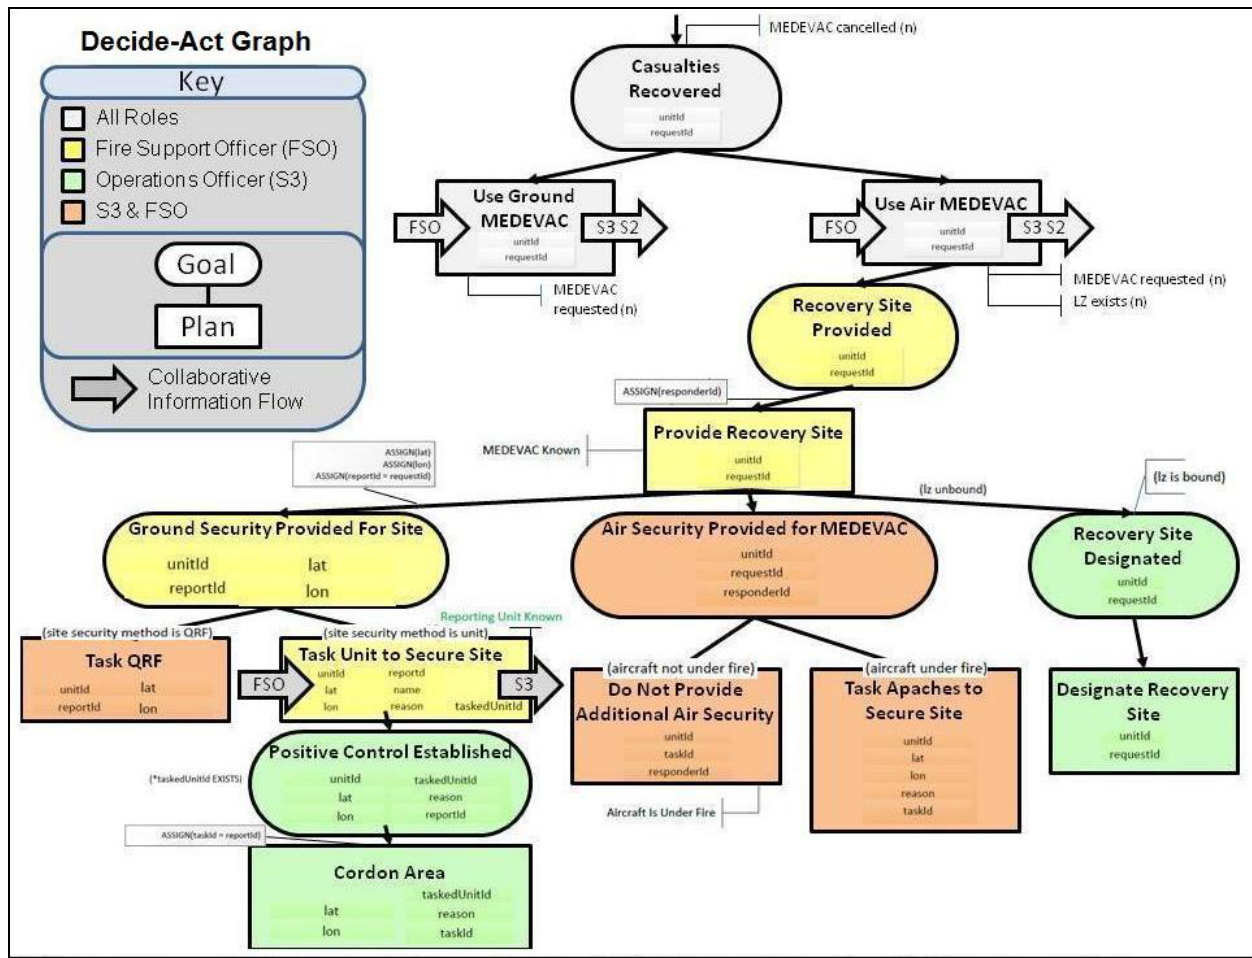 Decide-Act Graph
Key
All Roles
Fire Support Officer (FSO)
Operations Officer (S3)
S3 & FSO
Goal
Plan
Collaborative
Information Flow
MEDEVAC cancelled (n)
Casualties
Recovered
unitId
requestId
FSO
Use Ground
MEDEVAC
unitId
requestId
S3 S2
MEDEVAC
requested (n)
FSO
Use Air MEDEVAC
unitId
requestId
S3 S2
MEDEVAC requested (n)
LZ exists (n)
Recovery Site
Provided
unitId
requestId
ASSIGN(responderId)
Provide Recovery Site
unitId
requestId
MEDEVAC Known
ASSIGN(lat)
ASSIGN(lon)
ASSIGN(reportId = requestId)
(lz unbound)
(lz is bound)
Ground Security Provided For Site
unitId lat
reportId lon
Air Security Provided for MEDEVAC
unitId
requestId
responderId
Recovery Site
Designated
unitId
requestId
(site security method is QRF)
Task QRF
unitId lat
reportId lon
Reporting Unit Known
(site security method is unit)
FSO
Task Unit to Secure Site
unitId reportd
lat name
lon reason taskedUnitId
S3
(aircraft not under fire)
Do Not Provide
Additional Air Security
unitId
taskId
responderId
Aircraft Is Under Fire
(aircraft under fire)
Task Apaches to
Secure Site
unitId
lat
lon
reason
taskId
Designate Recovery
Site
unitId
requestId
(*taskedUnitId EXISTS)
Positive Control Established
unitId taskedUnitId
lat reason
lon reportId
ASSIGN(taskId = reportId)
Cordon Area
taskedUnitId
lat reason
lon taskId